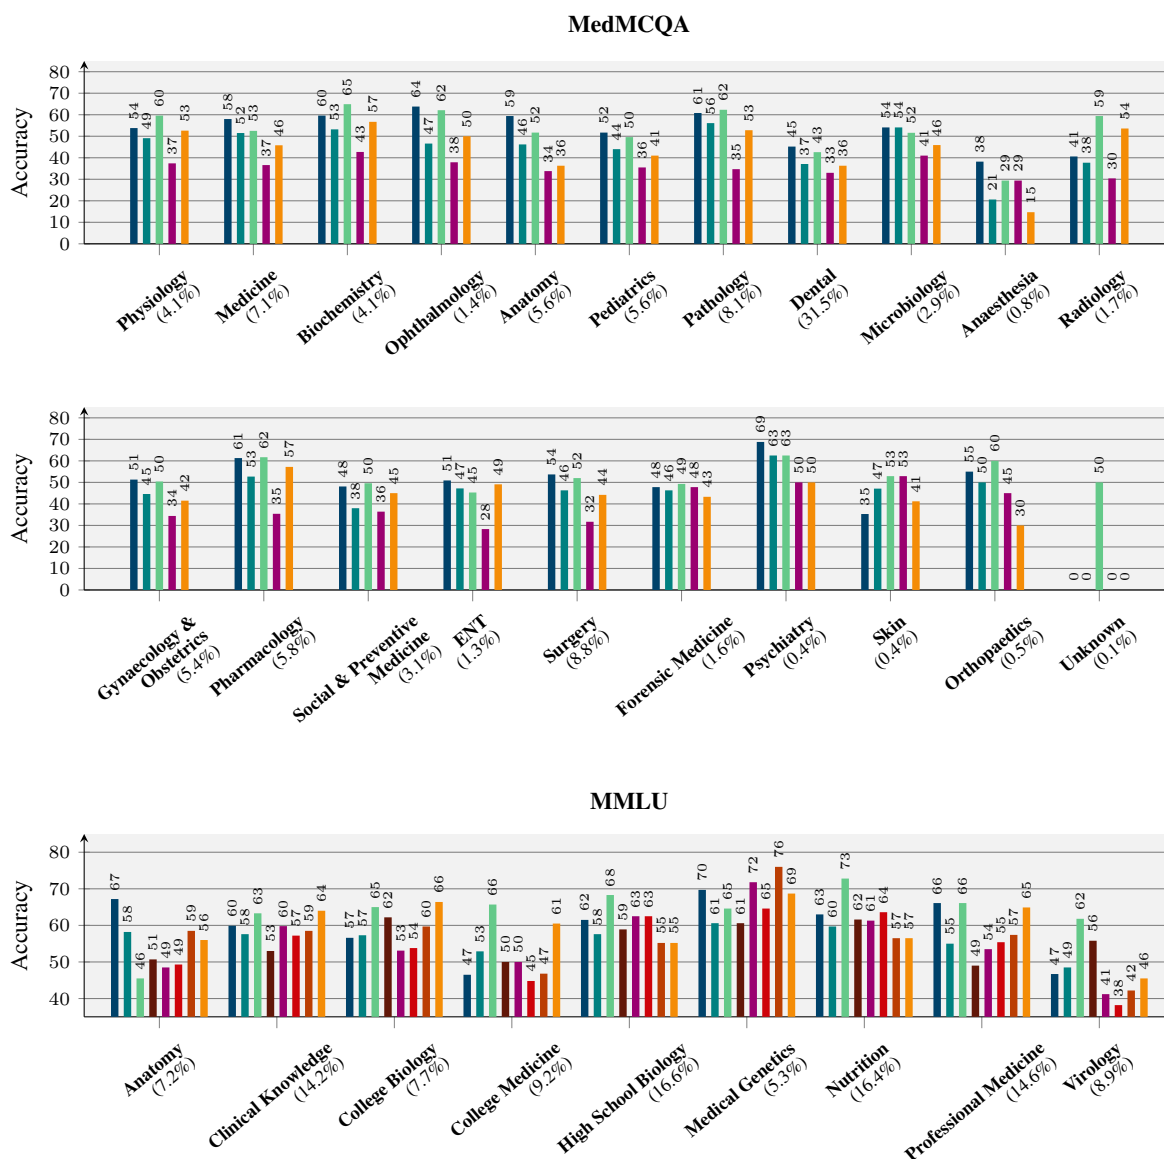 MedMCQA
Accuracy
80
70
60
50
40
30
20
10
0
54 49 60 37 53
58 52 53 37 46
60 53 65 43 57
64 47 62 38 50
59 46 52 34 36
52 44 50 36 41
61 56 62 35 53
45 37 43 33 36
54 54 52 41 46
38 21 29 29 15
41 38 59 30 54
Physiology
(4.1%)
Medicine
(7.1%)
Biochemistry
(4.1%)
Ophthalmology
(1.4%)
Anatomy
(5.6%)
Pediatrics
(5.6%)
Pathology
(8.1%)
Dental
(31.5%)
Microbiology
(2.9%)
Anaesthesia
(0.8%)
Radiology
(1.7%)
Accuracy
80
70
60
50
40
30
20
10
0
51 45 50 34 42
61 53 62 35 57
48 38 50 36 45
51 47 45 28 49
54 46 52 32 44
48 46 49 48 43
69 63 63 50 50
35 47 53 53 41
55 50 60 45 30
0 0 50 0 0
Gynaecology &
Obstetrics
(5.4%)
Pharmacology
(5.8%)
Social & Preventive
Medicine
(3.1%)
ENT
(1.3%)
Surgery
(8.8%)
Forensic Medicine
(1.6%)
Psychiatry
(0.4%)
Skin
(0.4%)
Orthopaedics
(0.5%)
Unknown
(0.1%)
MMLU
Accuracy
80
70
60
50
40
67 58 46 51 49 49 59 56
60 58 63 53 60 57 59 64
57 57 65 62 53 54 60 66
47 53 66 50 50 45 47 61
62 58 68 59 63 63 55 55
70 61 65 61 72 65 76 69
63 60 73 62 61 64 57 57
66 55 66 49 54 55 57 65
47 49 62 56 41 38 42 46
Anatomy
(7.2%)
Clinical Knowledge
(14.2%)
College Biology
(7.7%)
College Medicine
(9.2%)
High School Biology
(16.6%)
Medical Genetics
(5.3%)
Nutrition
(16.4%)
Professional Medicine
(14.6%)
Virology
(8.9%)